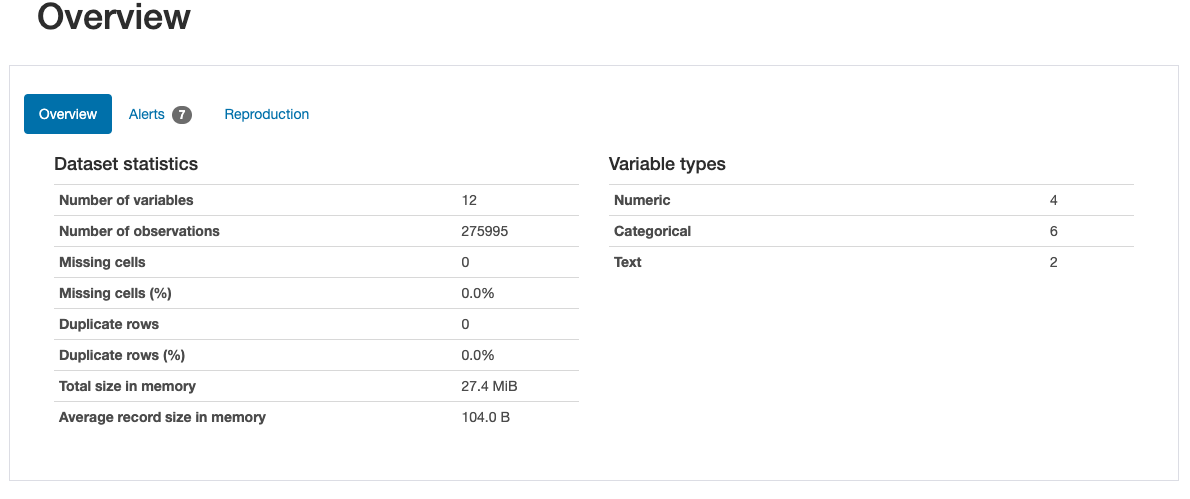 Overview
Overview Alerts 7 Reproduction
Dataset statistics
Number of variables 12
Number of observations 275995
Missing cells 0
Missing cells (%) 0.0%
Duplicate rows 0
Duplicate rows (%) 0.0%
Total size in memory 27.4 MiB
Average record size in memory 104.0 B
Variable types
Numeric 4
Categorical 6
Text 2